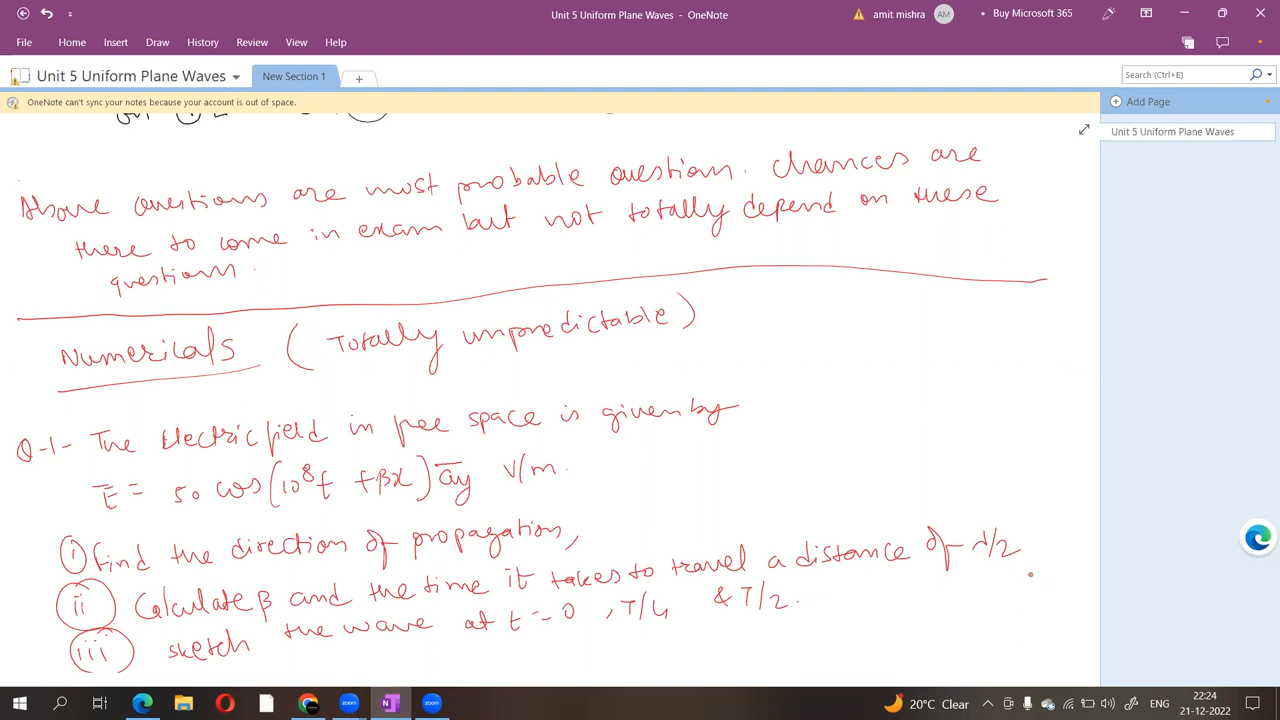 Unit 5 Uniform Plane Waves - OneNote
amit mishra
AM
Buy Microsoft 365
File Home Insert Draw History Review View Help
Unit 5 Uniform Plane Waves
New Section 1
Search (Ctrl+E)
OneNote can't sync your notes because your account is out of space.
Add Page
Unit 5 Uniform Plane Waves
Above questions are most probable questions. Chances are
there to come in exam but not totally depend on these
questions.
Numericals (Totally unpredictable)
Q-1- The Electric field in free space is given by
E̅ = 50 cos(10⁸t + βx) a̅y V/m.
(i) find the direction of propagation,
(ii) Calculate β and the time it takes to travel a distance of λ/2
(iii) sketch the wave at t=0, T/4 & T/2.
20°C Clear
ENG
IN
22:24
21-12-2022